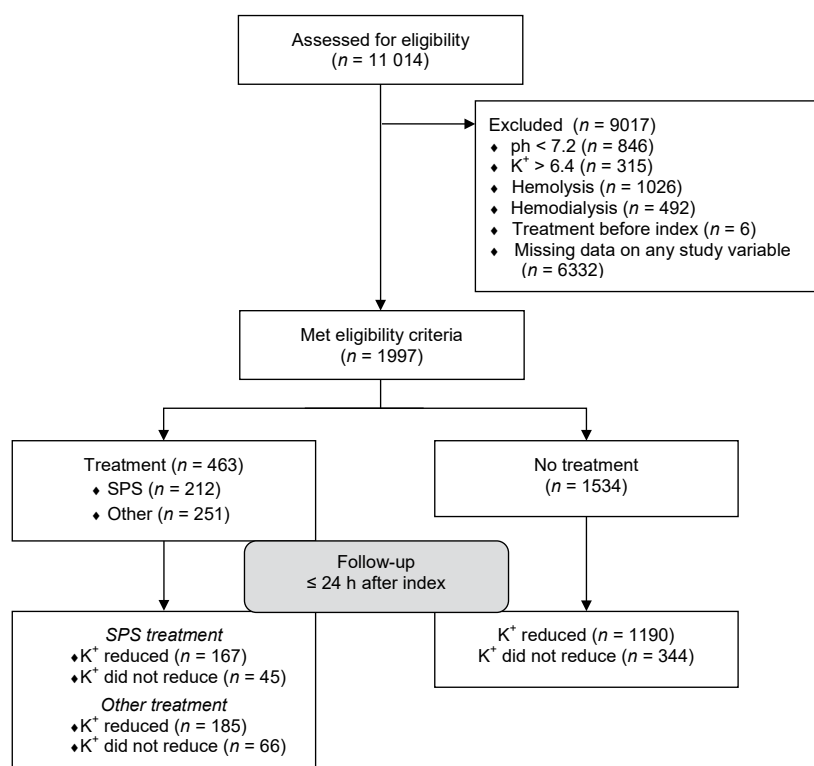 Assessed for eligibility
(n = 11 014)
Excluded (n = 9017)
♦ ph < 7.2 (n = 846)
♦ K⁺ > 6.4 (n = 315)
♦ Hemolysis (n = 1026)
♦ Hemodialysis (n = 492)
♦ Treatment before index (n = 6)
♦ Missing data on any study variable
(n = 6332)
Met eligibility criteria
(n = 1997)
Treatment (n = 463)
♦ SPS (n = 212)
♦ Other (n = 251)
No treatment
(n = 1534)
Follow-up
≤ 24 h after index
SPS treatment
♦K⁺ reduced (n = 167)
♦K⁺ did not reduce (n = 45)
Other treatment
♦K⁺ reduced (n = 185)
♦K⁺ did not reduce (n = 66)
K⁺ reduced (n = 1190)
K⁺ did not reduce (n = 344)